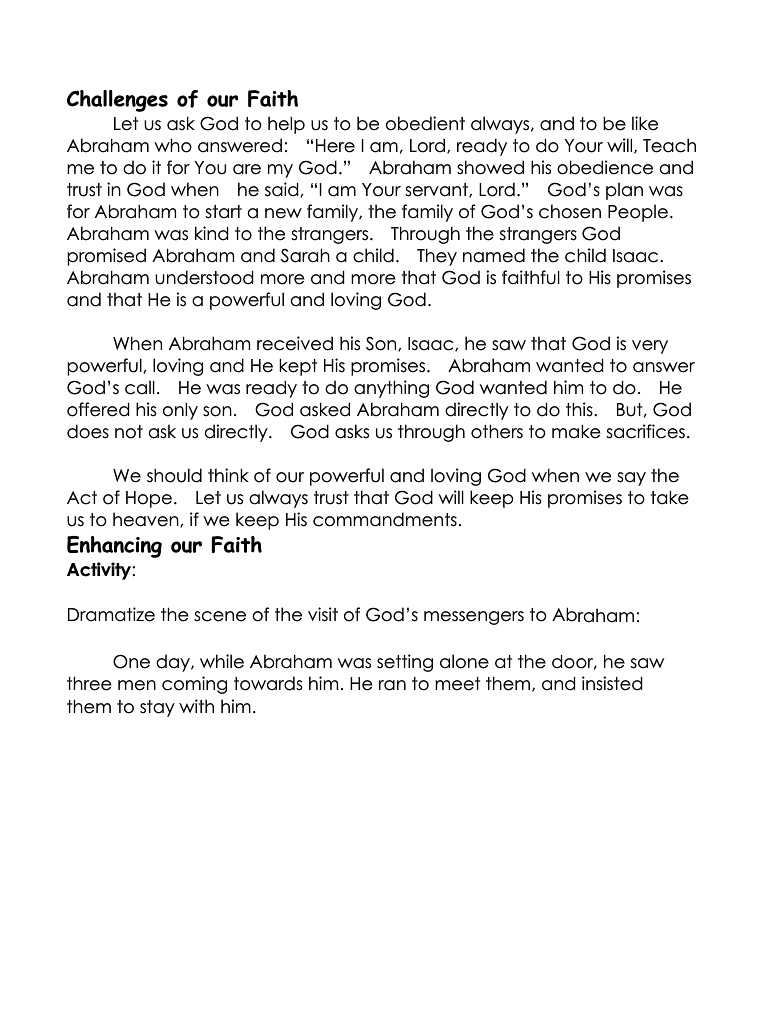 Challenges of our Faith
Let us ask God to help us to be obedient always, and to be like
Abraham who answered: “Here I am, Lord, ready to do Your will, Teach
me to do it for You are my God.” Abraham showed his obedience and
trust in God when he said, “I am Your servant, Lord.” God’s plan was
for Abraham to start a new family, the family of God’s chosen People.
Abraham was kind to the strangers. Through the strangers God
promised Abraham and Sarah a child. They named the child Isaac.
Abraham understood more and more that God is faithful to His promises
and that He is a powerful and loving God.
When Abraham received his Son, Isaac, he saw that God is very
powerful, loving and He kept His promises. Abraham wanted to answer
God’s call. He was ready to do anything God wanted him to do. He
offered his only son. God asked Abraham directly to do this. But, God
does not ask us directly. God asks us through others to make sacrifices.
We should think of our powerful and loving God when we say the
Act of Hope. Let us always trust that God will keep His promises to take
us to heaven, if we keep His commandments.
Enhancing our Faith
Activity:
Dramatize the scene of the visit of God’s messengers to Abraham:
One day, while Abraham was setting alone at the door, he saw
three men coming towards him. He ran to meet them, and insisted
them to stay with him.